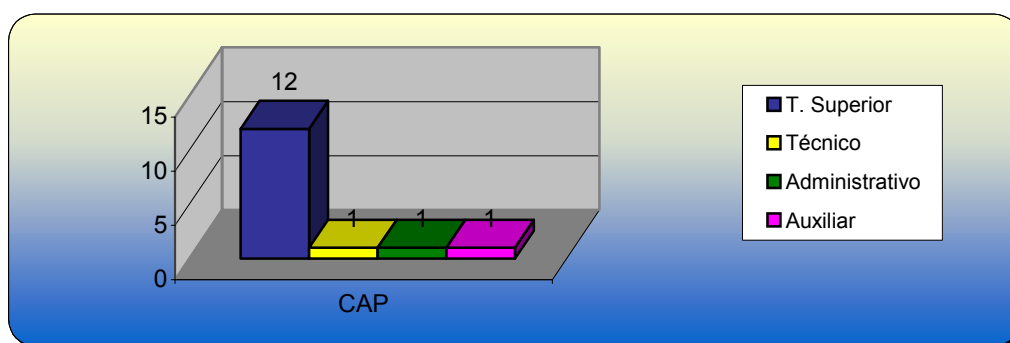 12
15
10
5
0
1 1 1
CAP
T. Superior
Técnico
Administrativo
Auxiliar